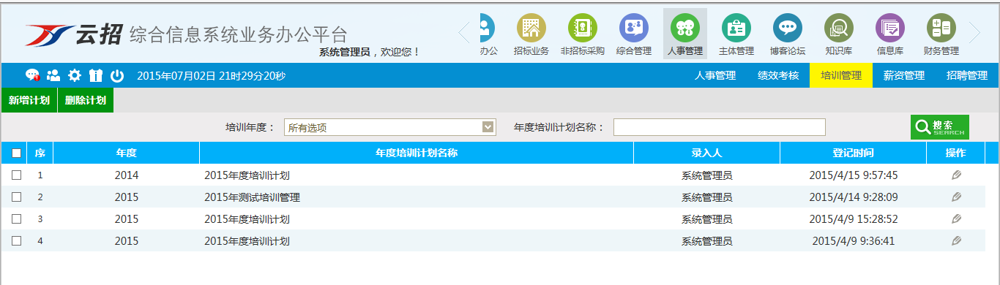 云招 综合信息系统业务办公平台
系统管理员，欢迎您！
办公 招标业务 非招标采购 综合管理 人事管理 主体管理 博客论坛 知识库 信息库 财务管理
2015年07月02日 21时29分20秒
人事管理 绩效考核 培训管理 薪资管理 招聘管理
新增计划 删除计划
培训年度： 所有选项 年度培训计划名称： 搜索 SEARCH
序 年度 年度培训计划名称 录入人 登记时间 操作
1 2014 2015年度培训计划 系统管理员 2015/4/15 9:57:45
2 2015 2015年测试培训管理 系统管理员 2015/4/14 9:28:09
3 2015 2015年度培训计划 系统管理员 2015/4/9 15:28:52
4 2015 2015年度培训计划 系统管理员 2015/4/9 9:36:41